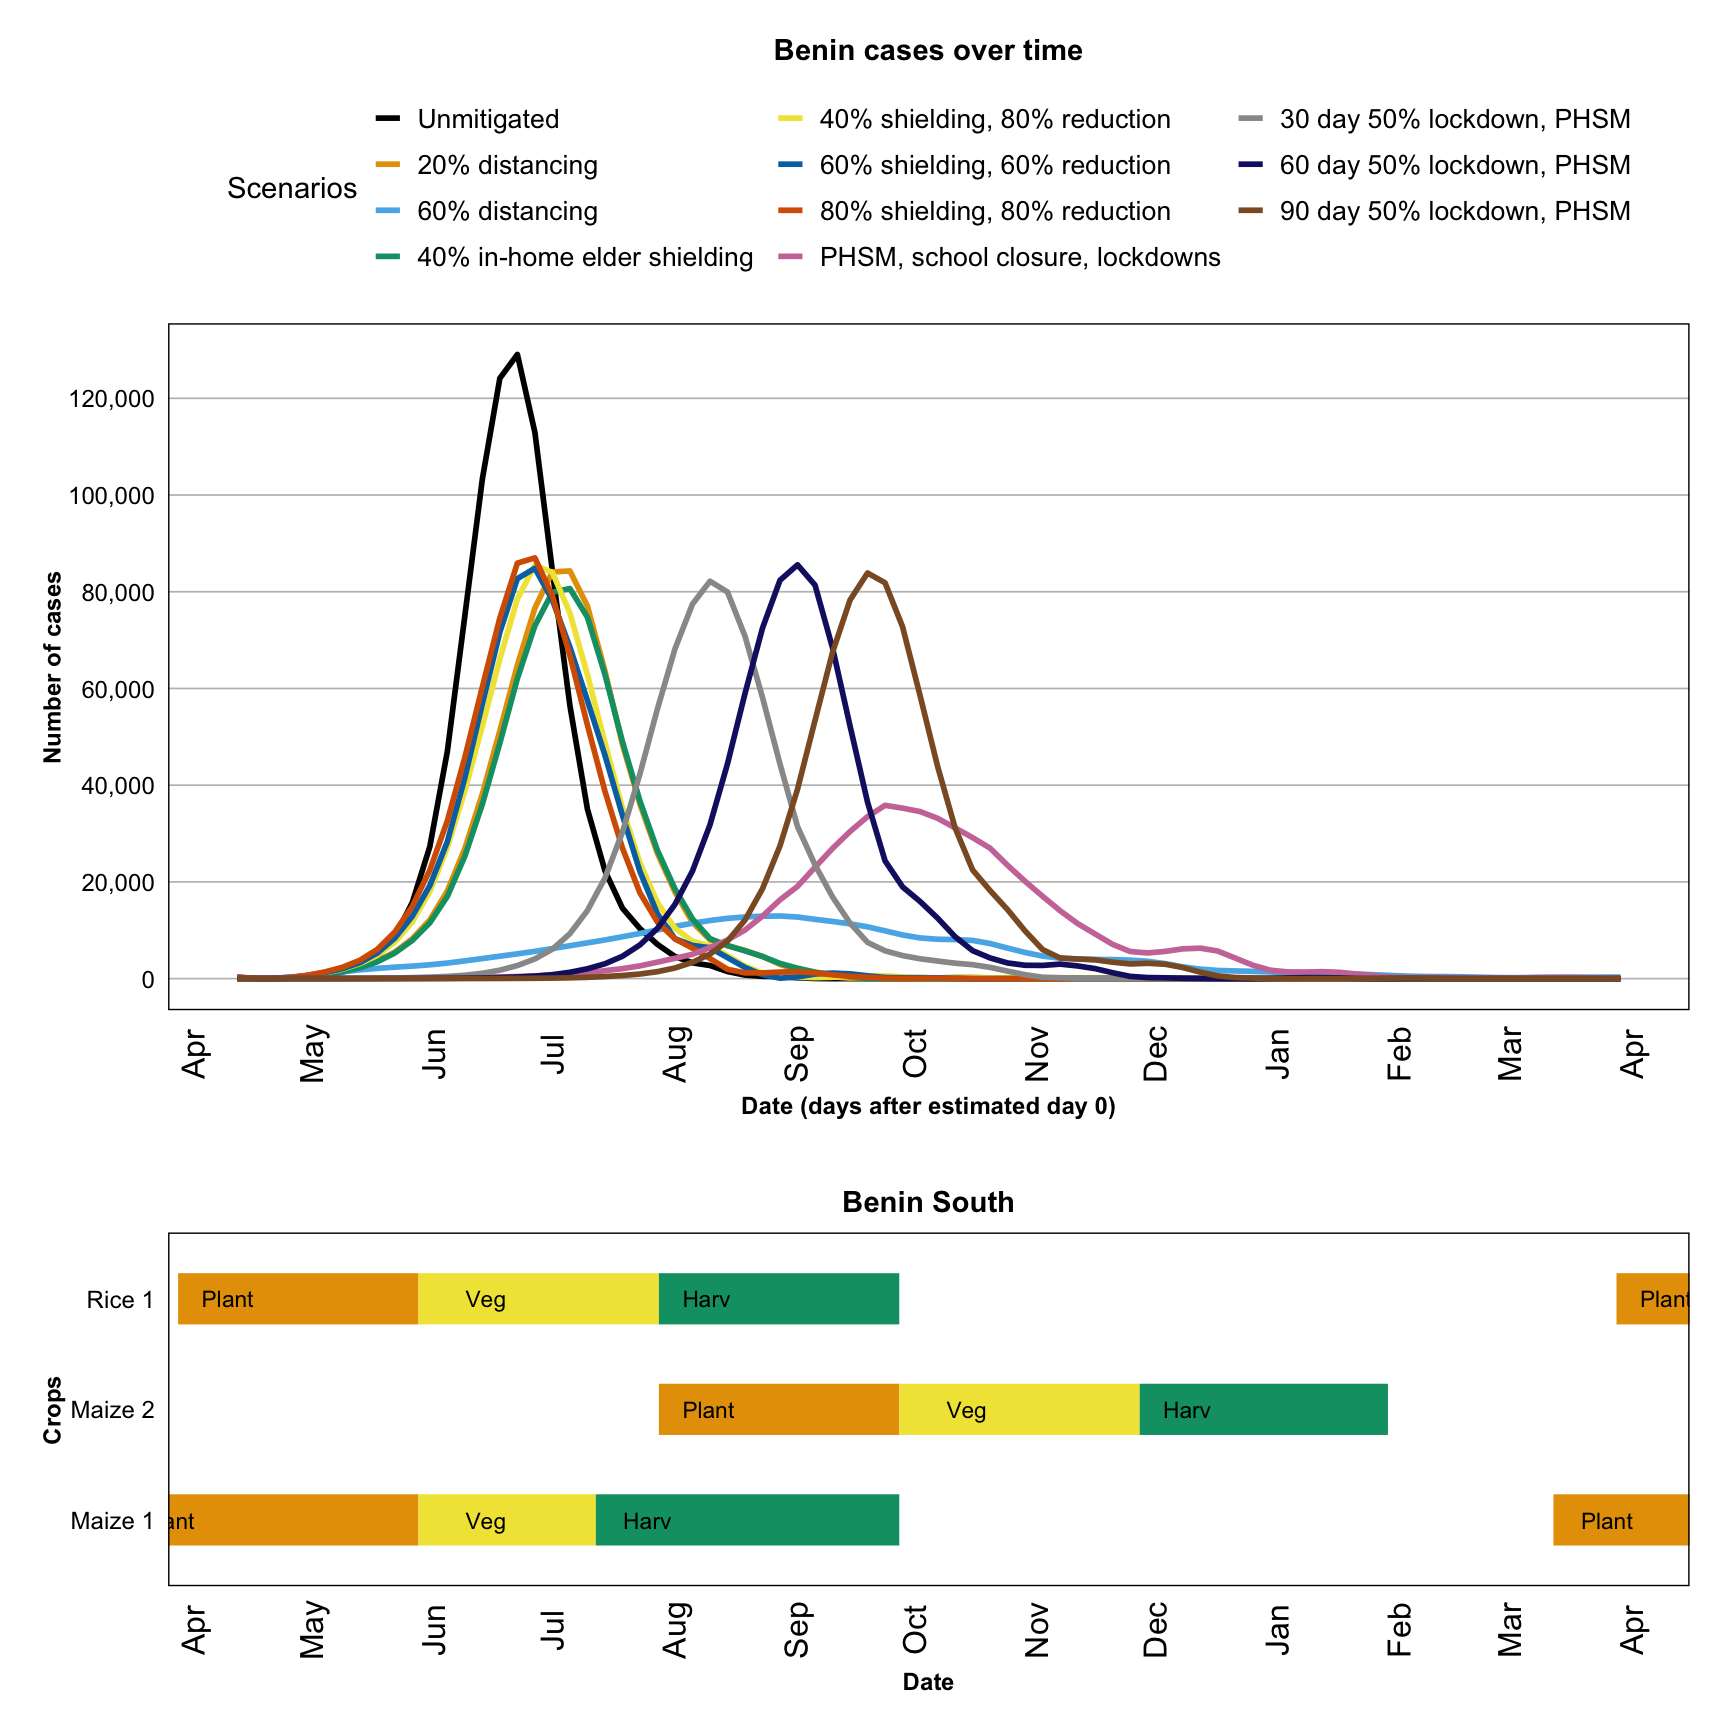 Benin cases over time
Scenarios
Unmitigated
20% distancing
60% distancing
40% in-home elder shielding
40% shielding, 80% reduction
60% shielding, 60% reduction
80% shielding, 80% reduction
PHSM, school closure, lockdowns
30 day 50% lockdown, PHSM
60 day 50% lockdown, PHSM
90 day 50% lockdown, PHSM
Number of cases
120,000
100,000
80,000
60,000
40,000
20,000
0
Apr May Jun Jul Aug Sep Oct Nov Dec Jan Feb Mar Apr
Date (days after estimated day 0)
Benin South
Crops
Rice 1 Plant Veg Harv Plant
Maize 2 Plant Veg Harv
Maize 1 ant Veg Harv Plant
Apr May Jun Jul Aug Sep Oct Nov Dec Jan Feb Mar Apr
Date